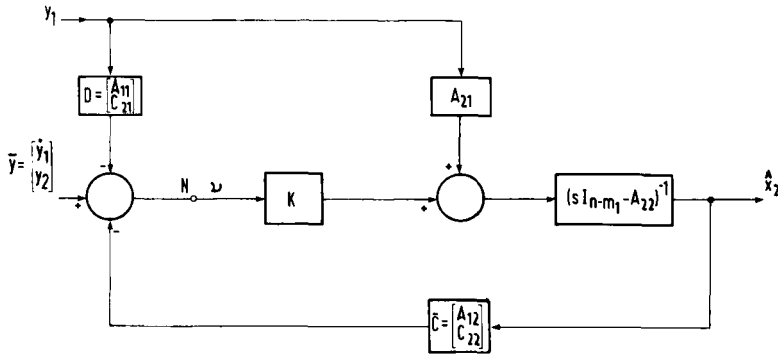 y₁
D = [A₁₁ C₂₁]
A₂₁
ȳ = [ẏ₁ y₂]
-
+
-
N
ν
K
+
+
(s Iₙ₋ₘ₁ - A₂₂)⁻¹
x̂₂
C̄ = [A₁₂ C₂₂]